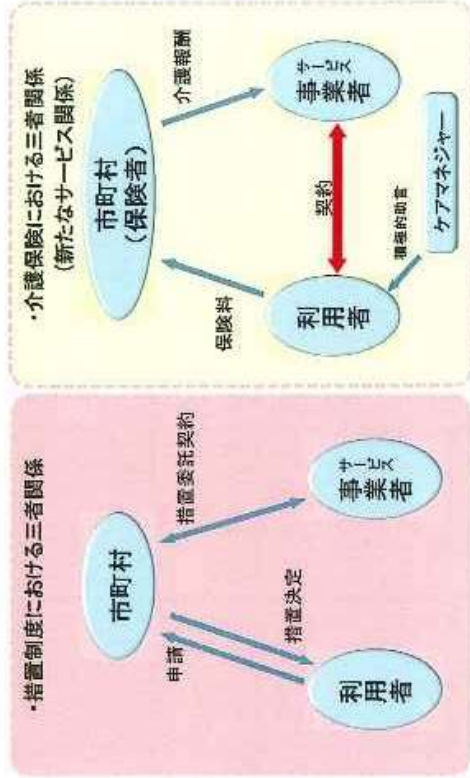 ・措置制度における三者関係
市町村
申請
措置決定
措置委託契約
利用者
サービス
事業者
・介護保険における三者関係
(新たなサービス関係)
市町村
(保険者)
保険料
介護報酬
契約
利用者
サービス
事業者
積極的助言
ケアマネジャー